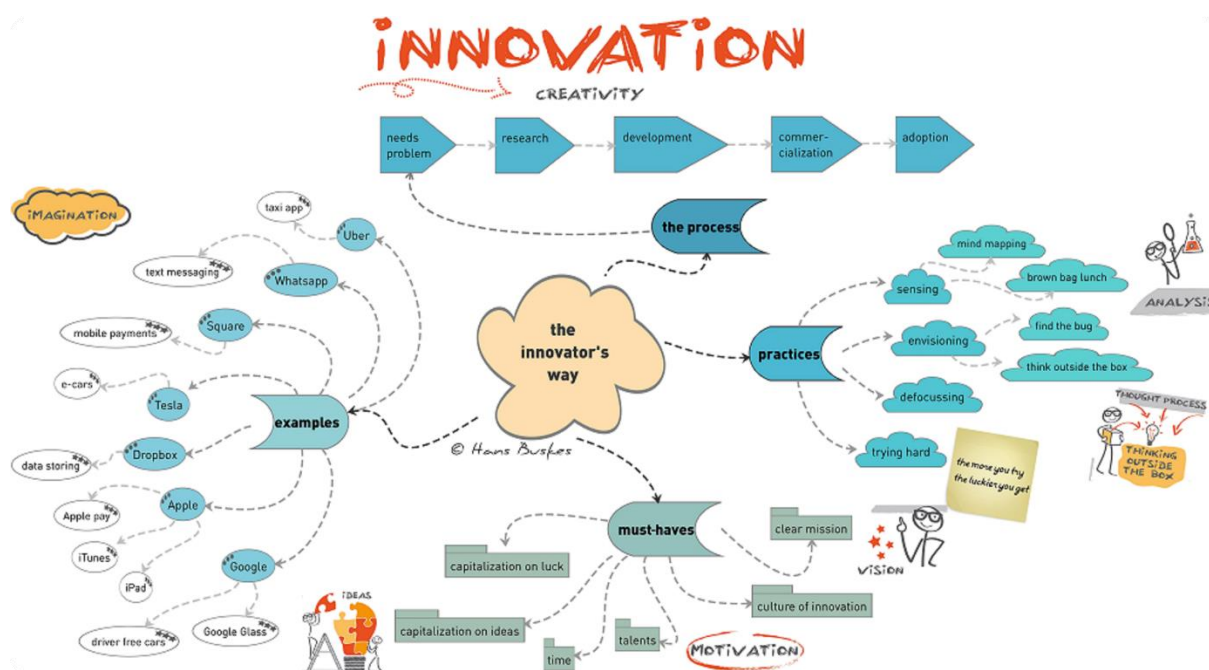 iNNOVATiON
CREATiVITY
needs
problem
research
development
commer-
cialization
adoption
the process
iMAGiNATiON
taxi app
Uber
text messaging
Whatsapp
mobile payments
Square
e-cars
Tesla
examples
data storing
Dropbox
Apple pay
Apple
iTunes
iPad
Google
driver free cars
Google Glass
the
innovator's
way
© Hans Buskes
practices
sensing
mind mapping
brown bag lunch
envisioning
find the bug
think outside the box
defocussing
trying hard
the more you try
the luckier you get
ANALYSiS
THOUGHT PROCESS
THiNKiNG
OUTSiDE
THE BOX
must-haves
capitalization on luck
capitalization on ideas
time
talents
culture of innovation
clear mission
ViSiON
iDEAS
MOTiVATiON